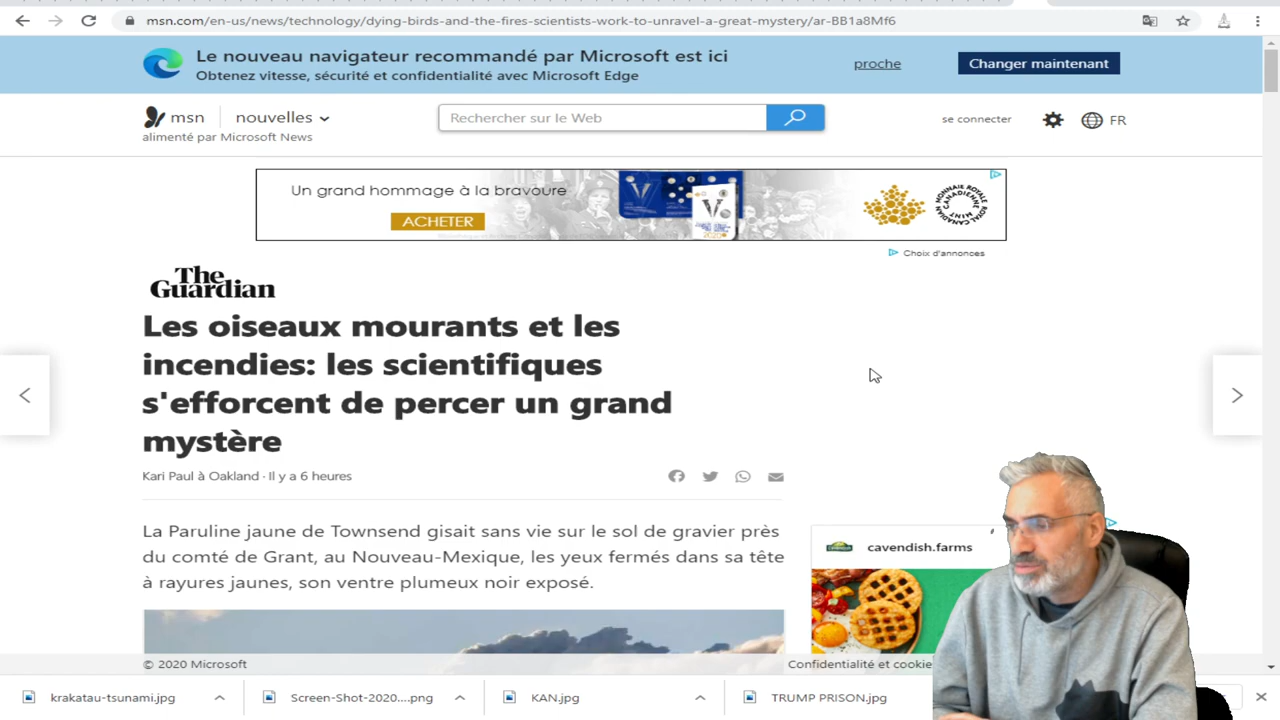 msn.com/en-us/news/technology/dying-birds-and-the-fires-scientists-work-to-unravel-a-great-mystery/ar-BB1a8Mf6
Le nouveau navigateur recommandé par Microsoft est ici
Obtenez vitesse, sécurité et confidentialité avec Microsoft Edge
proche
Changer maintenant
msn
nouvelles
alimenté par Microsoft News
Rechercher sur le Web
se connecter
FR
Un grand hommage à la bravoure
ACHETER
V
V
2020
MONNAIE ROYALE CANADIENNE
ROYAL CANADIAN MINT
Choix d'annonces
The
Guardian
Les oiseaux mourants et les
incendies: les scientifiques
s'efforcent de percer un grand
mystère
Kari Paul à Oakland · Il y a 6 heures
La Paruline jaune de Townsend gisait sans vie sur le sol de gravier près
du comté de Grant, au Nouveau-Mexique, les yeux fermés dans sa tête
à rayures jaunes, son ventre plumeux noir exposé.
cavendish.farms
© 2020 Microsoft
Confidentialité et cookie
krakatau-tsunami.jpg
Screen-Shot-2020....png
KAN.jpg
TRUMP PRISON.jpg